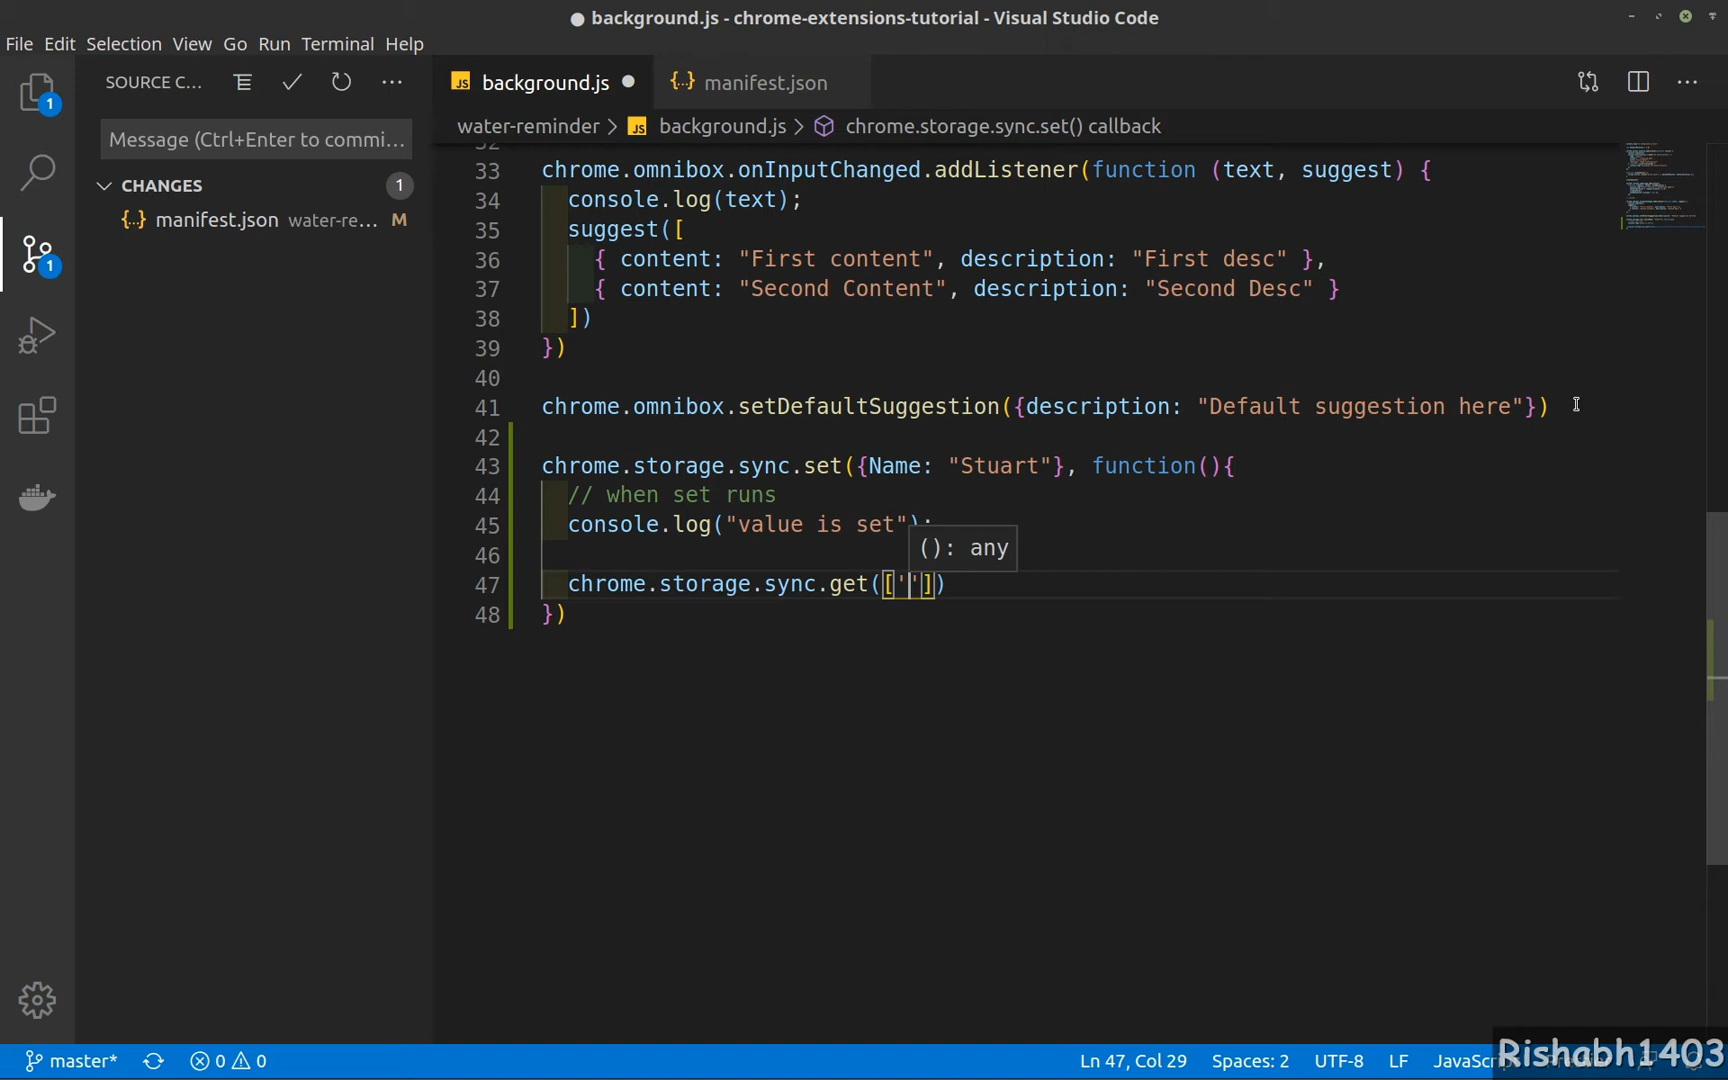 ● background.js - chrome-extensions-tutorial - Visual Studio Code
File Edit Selection View Go Run Terminal Help
SOURCE C...
background.js ●
{..} manifest.json
1
Message (Ctrl+Enter to commi...
water-reminder > JS background.js > chrome.storage.sync.set() callback
CHANGES 1
{..} manifest.json water-re... M
1
32
33 chrome.omnibox.onInputChanged.addListener(function (text, suggest) {
34 console.log(text);
35 suggest([
36 { content: "First content", description: "First desc" },
37 { content: "Second Content", description: "Second Desc" }
38 ])
39 })
40
41 chrome.omnibox.setDefaultSuggestion({description: "Default suggestion here"})
42
43 chrome.storage.sync.set({Name: "Stuart"}, function(){
44 // when set runs
45 console.log("value is set");
46
(): any
47 chrome.storage.sync.get([''])
48 })
master* 0 0 Ln 47, Col 29 Spaces: 2 UTF-8 LF
Rishabh1403